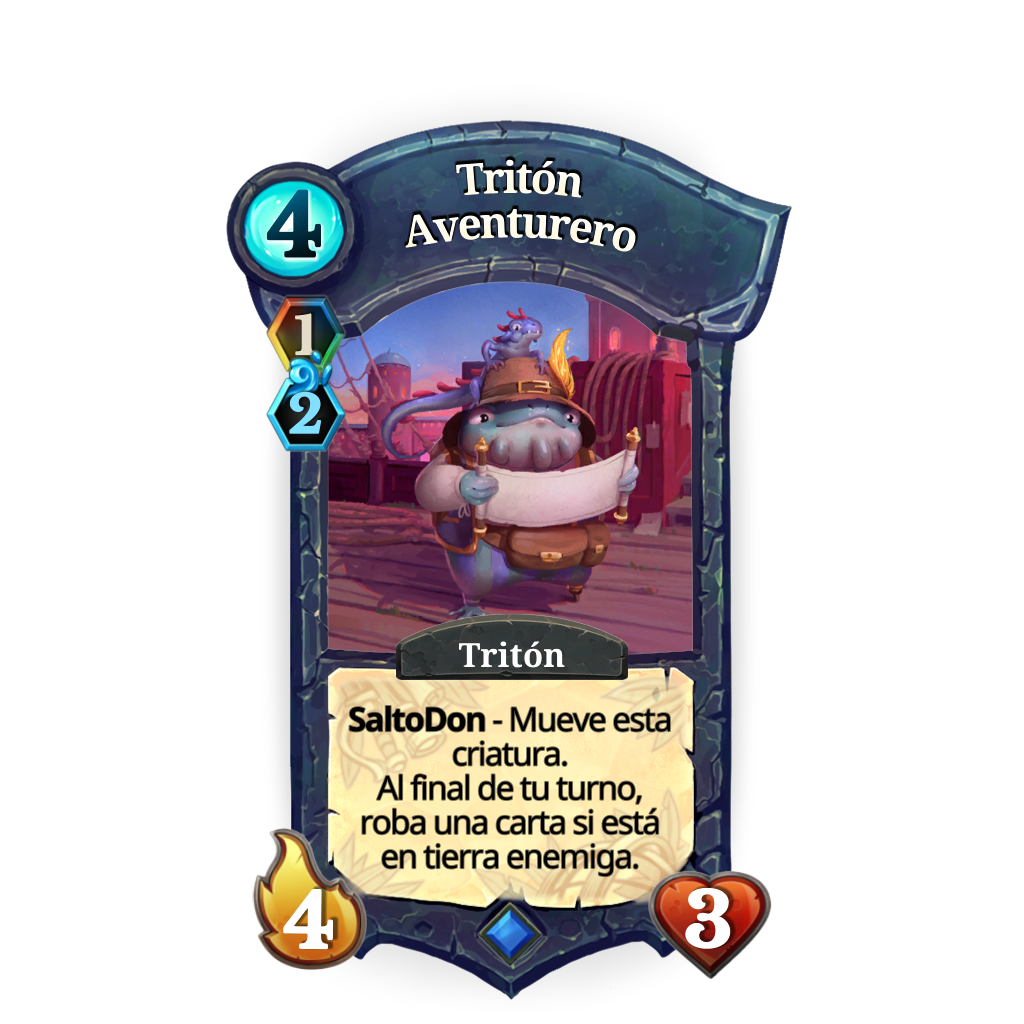 Tritón
Aventurero
4
1
2
Tritón
SaltoDon - Mueve esta
criatura.
Al final de tu turno,
roba una carta si está
en tierra enemiga.
4
3